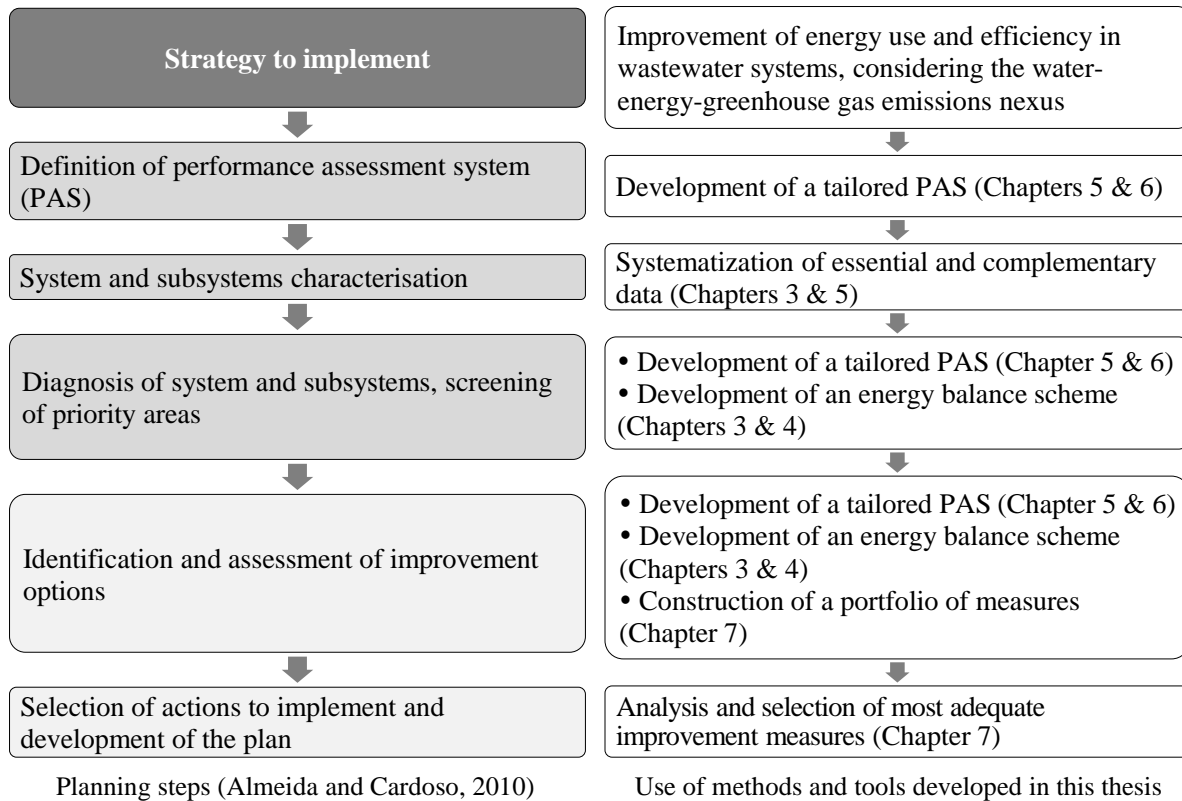 Strategy to implement
Definition of performance assessment system
(PAS)
System and subsystems characterisation
Diagnosis of system and subsystems, screening
of priority areas
Identification and assessment of improvement
options
Selection of actions to implement and
development of the plan
Planning steps (Almeida and Cardoso, 2010)
Improvement of energy use and efficiency in
wastewater systems, considering the water-
energy-greenhouse gas emissions nexus
Development of a tailored PAS (Chapters 5 & 6)
Systematization of essential and complementary
data (Chapters 3 & 5)
• Development of a tailored PAS (Chapter 5 & 6)
• Development of an energy balance scheme
(Chapters 3 & 4)
• Development of a tailored PAS (Chapter 5 & 6)
• Development of an energy balance scheme
(Chapters 3 & 4)
• Construction of a portfolio of measures
(Chapter 7)
Analysis and selection of most adequate
improvement measures (Chapter 7)
Use of methods and tools developed in this thesis